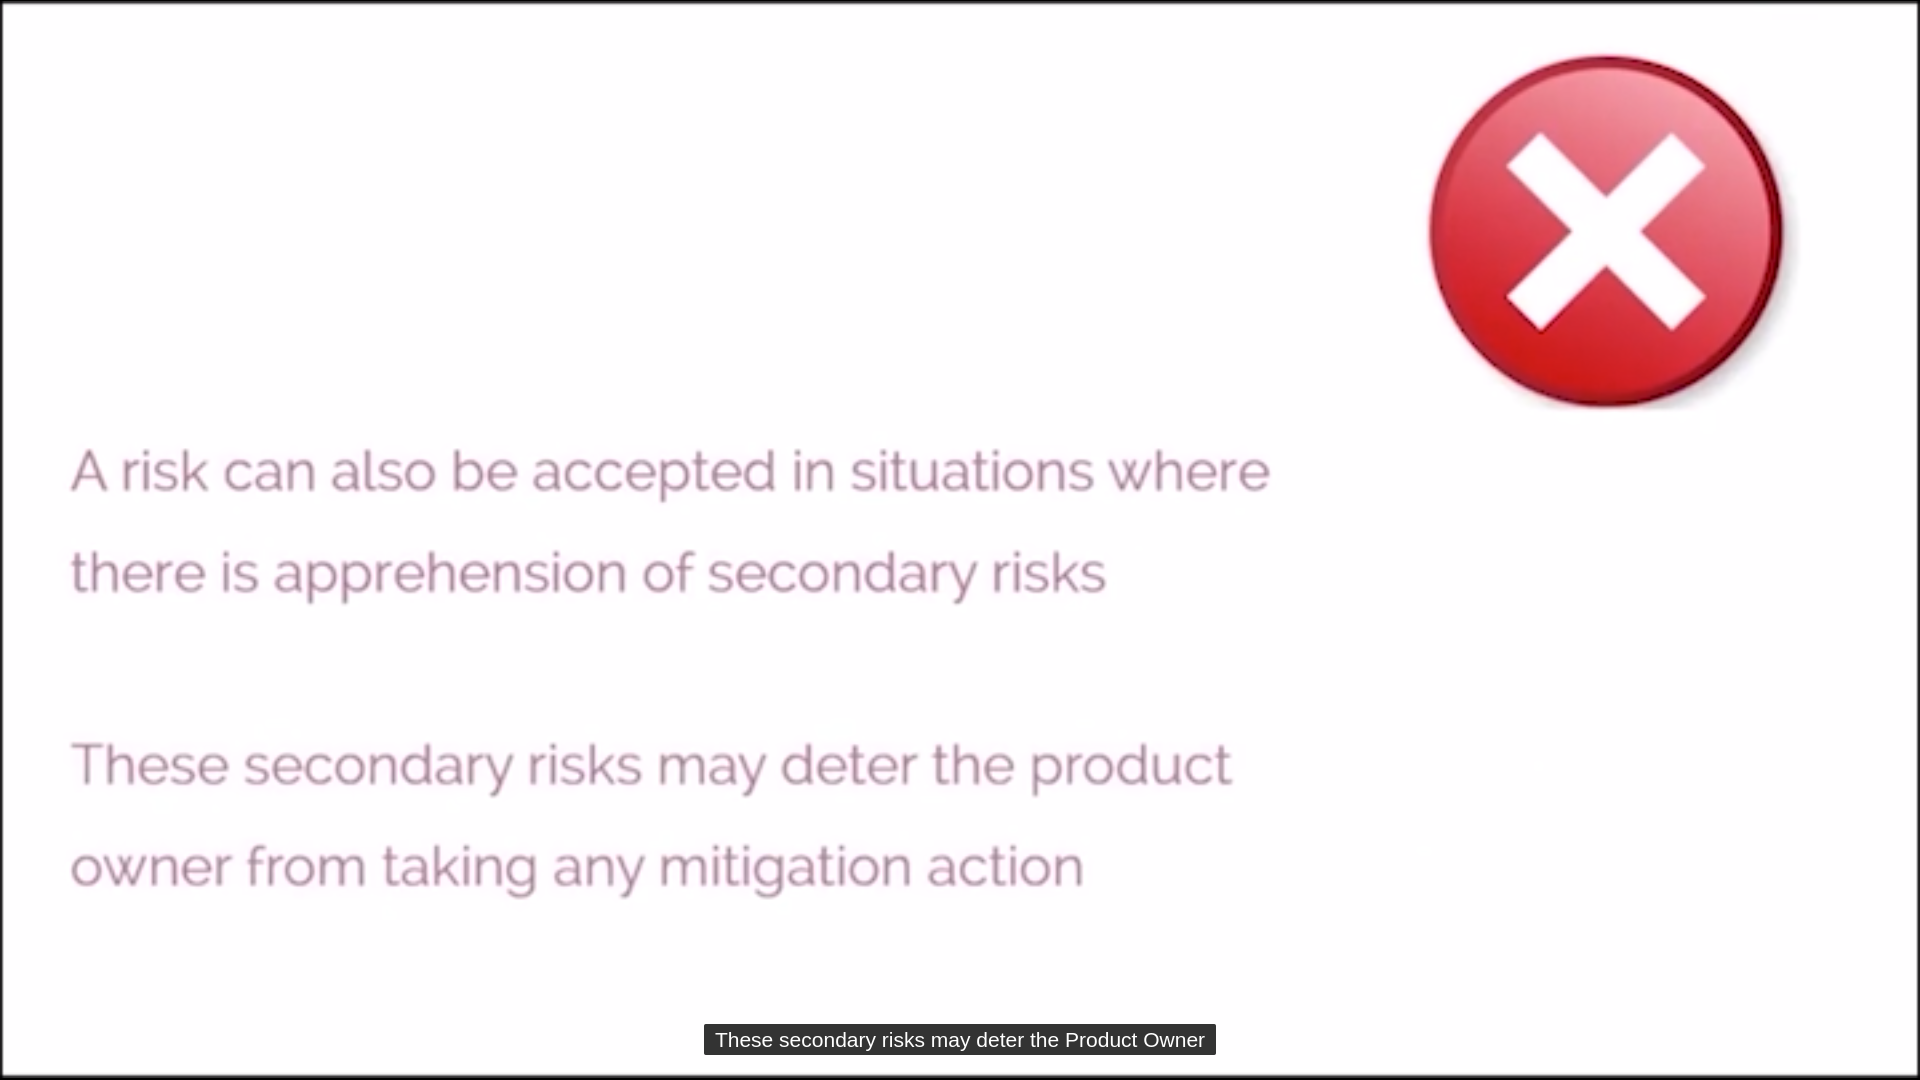 A risk can also be accepted in situations where
there is apprehension of secondary risks
These secondary risks may deter the product
owner from taking any mitigation action
These secondary risks may deter the Product Owner